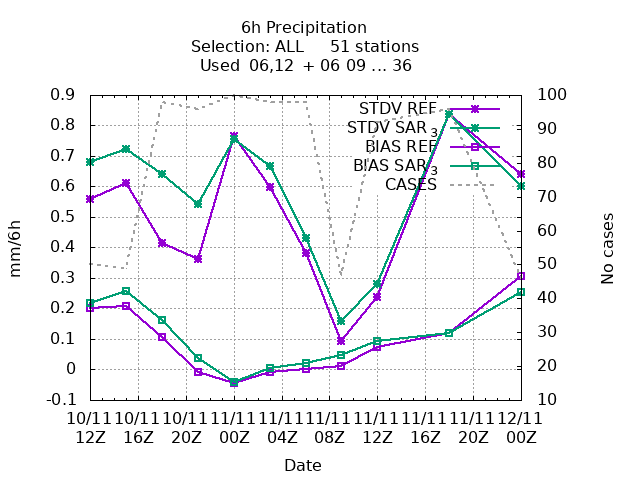 6h Precipitation
Selection: ALL 51 stations
Used 06,12 + 06 09 ... 36
0.9
0.8
0.7
0.6
0.5
0.4
0.3
0.2
0.1
0
-0.1
mm/6h
100
90
80
70
60
50
40
30
20
10
No cases
STDV REF
STDV SAR 3
BIAS REF
BIAS SAR 3
CASES
10/11 10/11 10/11 11/11 11/11 11/11 11/11 11/11 11/11 12/11
12Z 16Z 20Z 00Z 04Z 08Z 12Z 16Z 20Z 00Z
Date